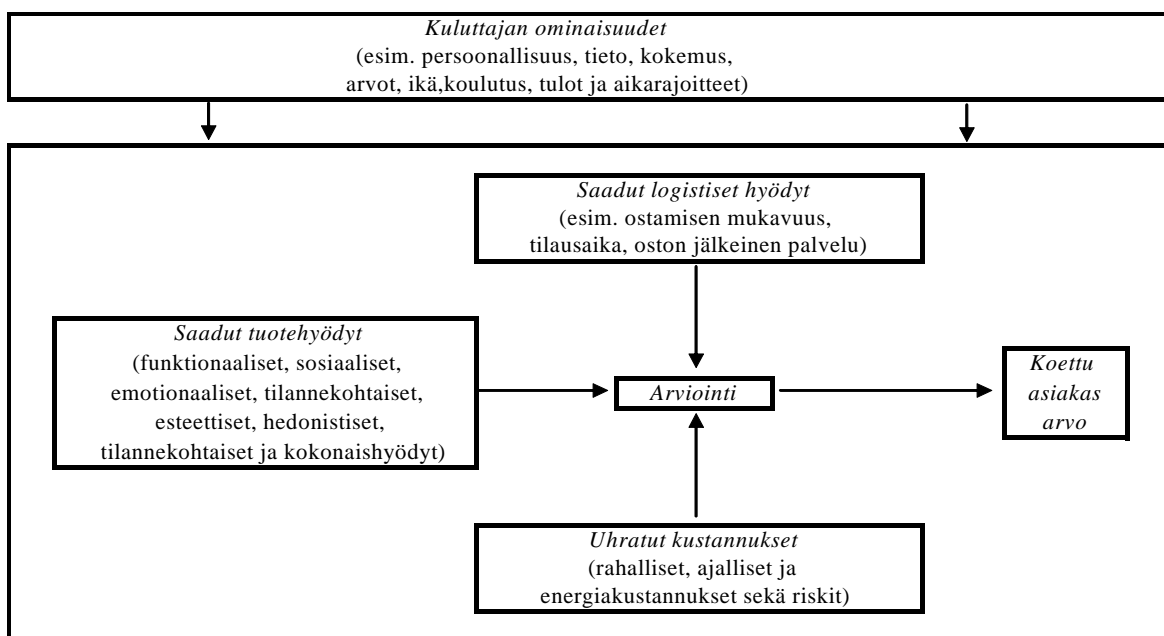 Kuluttajan ominaisuudet
(esim. persoonallisuus, tieto, kokemus,
arvot, ikä,koulutus, tulot ja aikarajoitteet)
Saadut logistiset hyödyt
(esim. ostamisen mukavuus,
tilausaika, oston jälkeinen palvelu)
Saadut tuotehyödyt
(funktionaaliset, sosiaaliset,
emotionaaliset, tilannekohtaiset,
esteettiset, hedonistiset,
tilannekohtaiset ja kokonaishyödyt)
Arviointi
Koettu
asiakas
arvo
Uhratut kustannukset
(rahalliset, ajalliset ja
energiakustannukset sekä riskit)